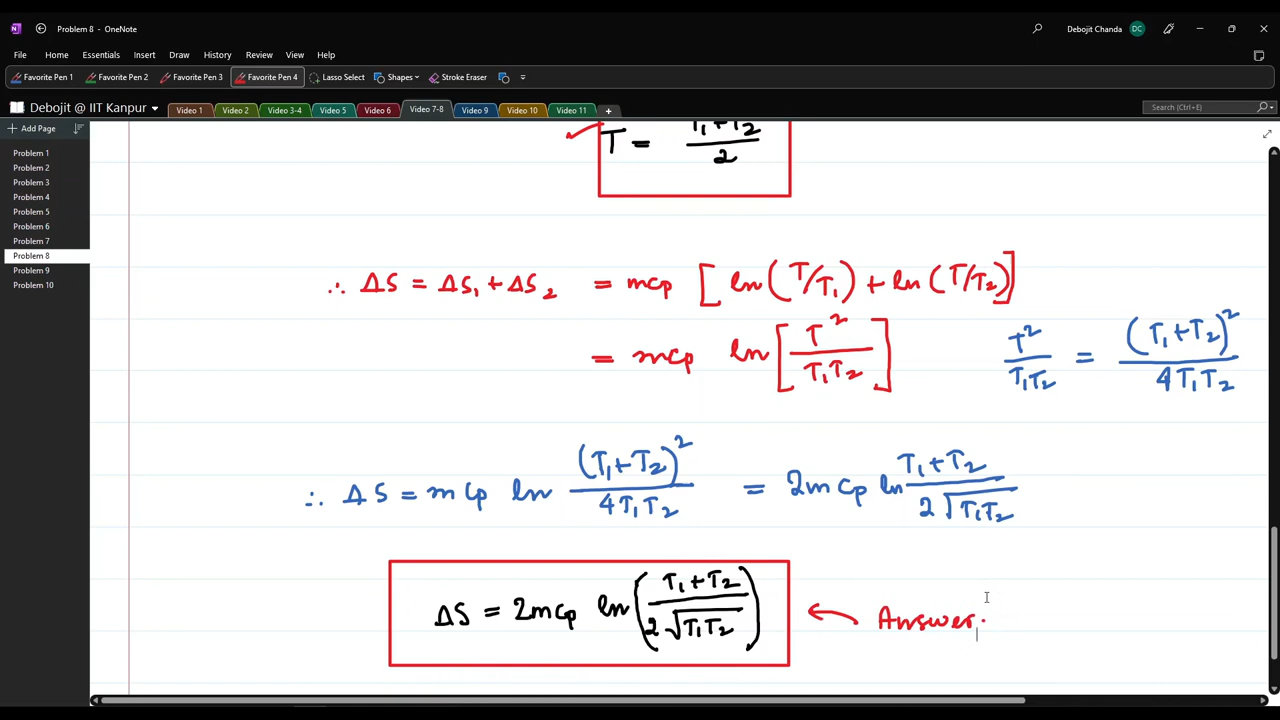 Problem 8 - OneNote
Debojit Chanda DC
File Home Essentials Insert Draw History Review View Help
Favorite Pen 1 Favorite Pen 2 Favorite Pen 3 Favorite Pen 4 Lasso Select Shapes Stroke Eraser
Debojit @ IIT Kanpur Video 1 Video 2 Video 3-4 Video 5 Video 6 Video 7-8 Video 9 Video 10 Video 11 + Search (Ctrl+E)
+ Add Page
Problem 1
Problem 2
Problem 3
Problem 4
Problem 5
Problem 6
Problem 7
Problem 8
Problem 9
Problem 10
T = (T₁+T₂)/2
∴ ΔS = ΔS₁ + ΔS₂ = mcp [ln(T/T₁) + ln(T/T₂)]
= mcp ln[T²/T₁T₂] T²/T₁T₂ = (T₁+T₂)²/4T₁T₂
∴ ΔS = mcp ln (T₁+T₂)²/4T₁T₂ = 2mcp ln (T₁+T₂)/2√T₁T₂
ΔS = 2mcp ln((T₁+T₂)/2√T₁T₂) ← Answer.